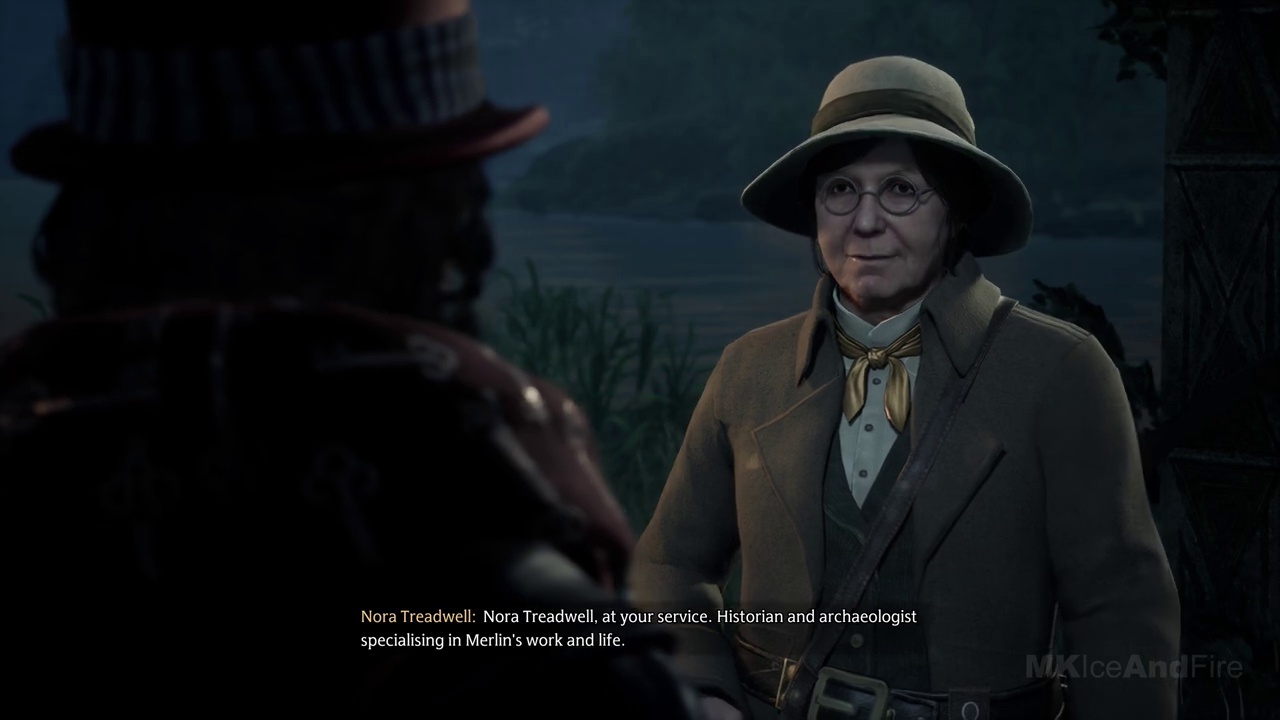 Nora Treadwell: Nora Treadwell, at your service. Historian and archaeologist
specialising in Merlin's work and life.
MKIceAndFire